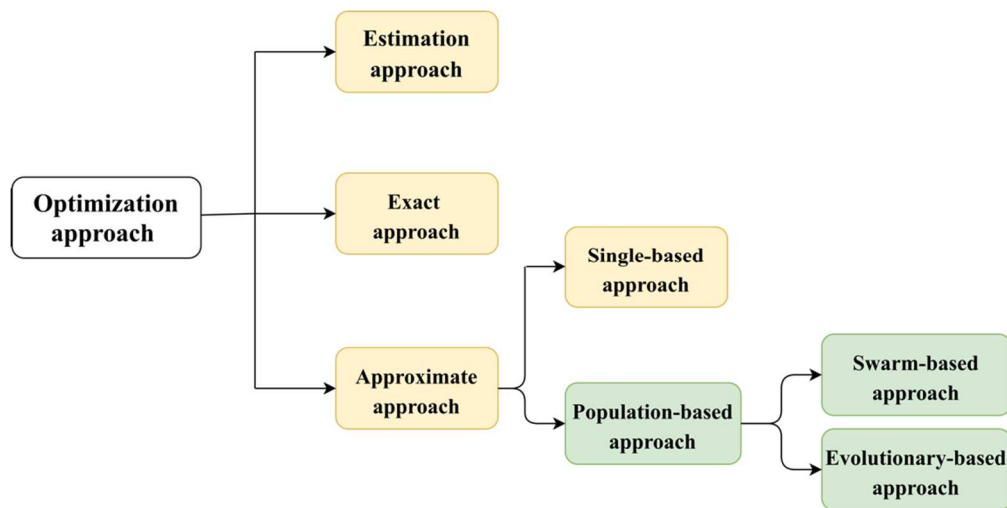 Estimation
approach
Optimization
approach
Exact
approach
Single-based
approach
Approximate
approach
Population-based
approach
Swarm-based
approach
Evolutionary-based
approach